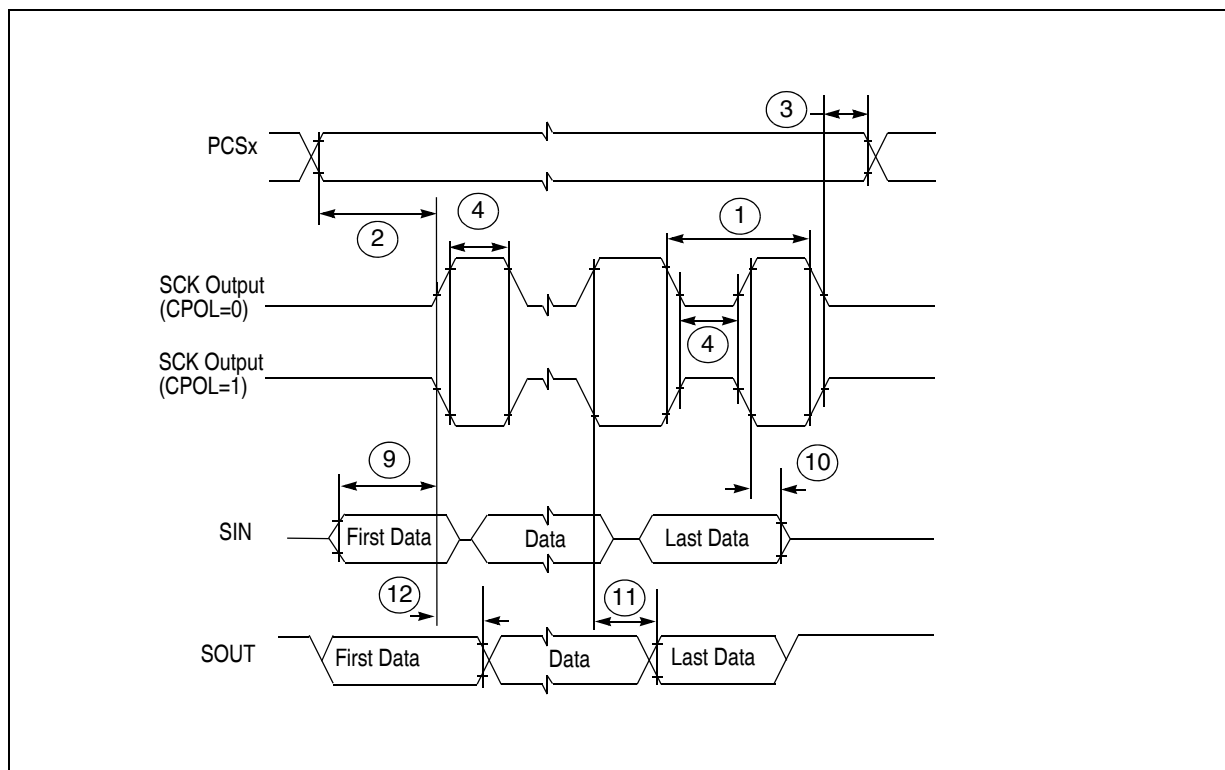 3
PCSx
2
4
1
SCK Output
(CPOL=0)
4
SCK Output
(CPOL=1)
9
10
SIN
First Data
Data
Last Data
12
11
SOUT
First Data
Data
Last Data